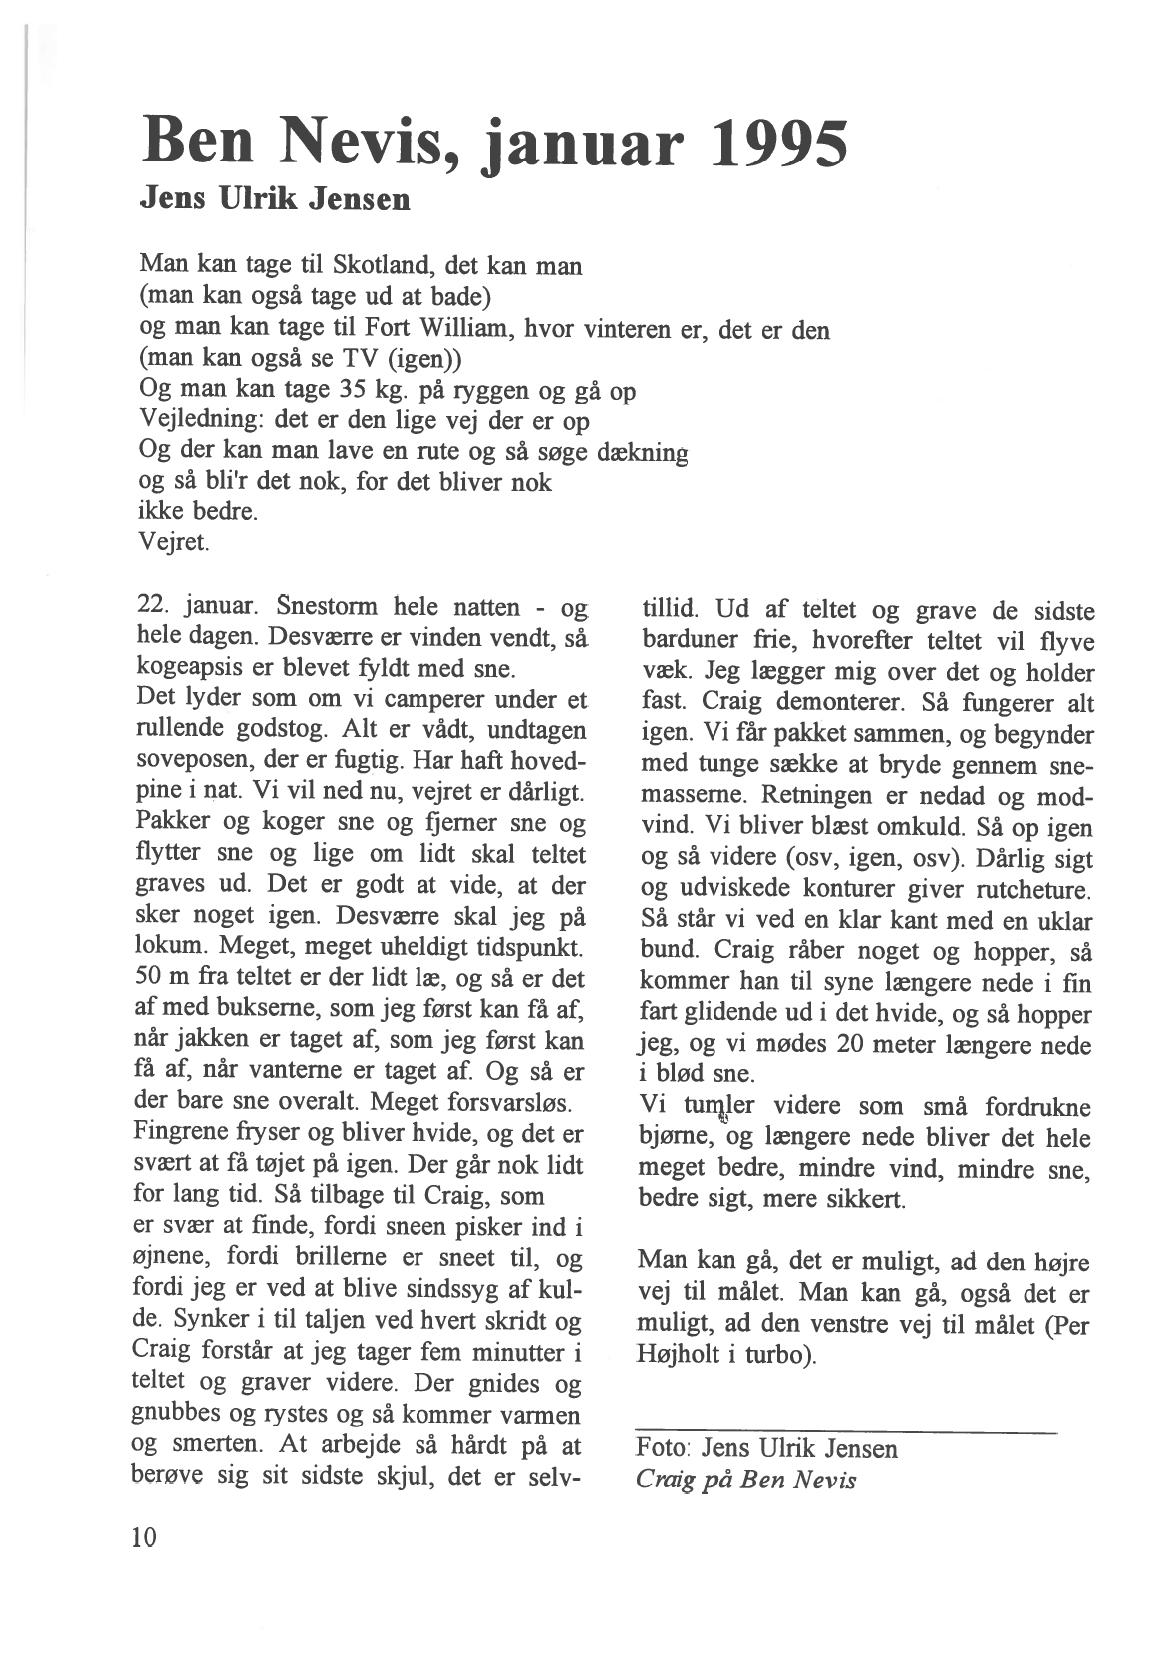 Ben Nevis, januar 1995
Jens Ulrik Jensen
Man kan tage til Skotland, det kan man
(man kan også tage ud at bade)
og man kan tage til Fort William, hvor vinteren er, det er den
(man kan også se TV (igen))
Og man kan tage 35 kg. på ryggen og gå op
Vejledning: det er den lige vej der er op
Og der kan man lave en rute og så søge dækning
og så bli'r det nok, for det bliver nok
ikke bedre.
Vejret.
22. januar. Snestorm hele natten - og
hele dagen. Desværre er vinden vendt, så
kogeapsis er blevet fyldt med sne.
Det lyder som om vi camperer under et
rullende godstog. Alt er vådt, undtagen
soveposen, der er fugtig. Har haft hoved-
pine i nat. Vi vil ned nu, vejret er dårligt.
Pakker og koger sne og fjerner sne og
flytter sne og lige om lidt skal teltet
graves ud. Det er godt at vide, at der
sker noget igen. Desværre skal jeg på
lokum. Meget, meget uheldigt tidspunkt.
50 m fra teltet er der lidt læ, og så er det
af med bukserne, som jeg først kan få af,
når jakken er taget af, som jeg først kan
få af, når vanterne er taget af. Og så er
der bare sne overalt. Meget forsvarsløs.
Fingrene fryser og bliver hvide, og det er
svært at få tøjet på igen. Der går nok lidt
for lang tid. Så tilbage til Craig, som
er svær at finde, fordi sneen pisker ind i
øjnene, fordi brillerne er sneet til, og
fordi jeg er ved at blive sindssyg af kul-
de. Synker i til taljen ved hvert skridt og
Craig forstår at jeg tager fem minutter i
teltet og graver videre. Der gnides og
gnubbes og rystes og så kommer varmen
og smerten. At arbejde så hårdt på at
berøve sig sit sidste skjul, det er selv-
tillid. Ud af teltet og grave de sidste
barduner frie, hvorefter teltet vil flyve
væk. Jeg lægger mig over det og holder
fast. Craig demonterer. Så fungerer alt
igen. Vi får pakket sammen, og begynder
med tunge sække at bryde gennem sne-
masserne. Retningen er nedad og mod-
vind. Vi bliver blæst omkuld. Så op igen
og så videre (osv, igen, osv). Dårlig sigt
og udviskede konturer giver rutcheture.
Så står vi ved en klar kant med en uklar
bund. Craig råber noget og hopper, så
kommer han til syne længere nede i fin
fart glidende ud i det hvide, og så hopper
jeg, og vi mødes 20 meter længere nede
i blød sne.
Vi tumler videre som små fordrukne
bjørne, og længere nede bliver det hele
meget bedre, mindre vind, mindre sne,
bedre sigt, mere sikkert.
Man kan gå, det er muligt, ad den højre
vej til målet. Man kan gå, også det er
muligt, ad den venstre vej til målet (Per
Højholt i turbo).
Foto: Jens Ulrik Jensen
Craig på Ben Nevis
10